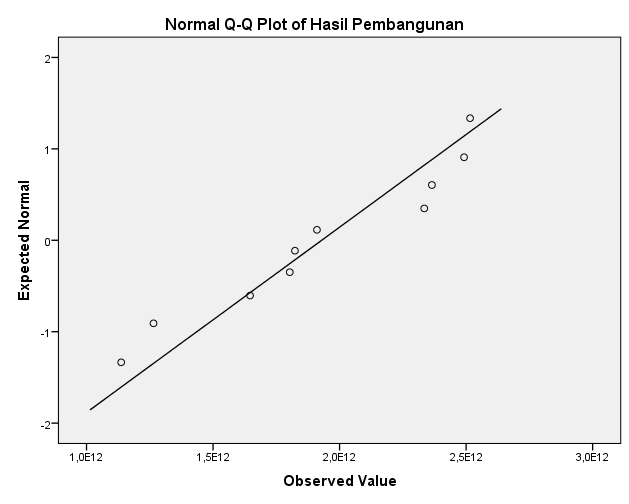 Normal Q-Q Plot of Hasil Pembangunan
Expected Normal
2
1
0
-1
-2
1,0E12 1,5E12 2,0E12 2,5E12 3,0E12
Observed Value